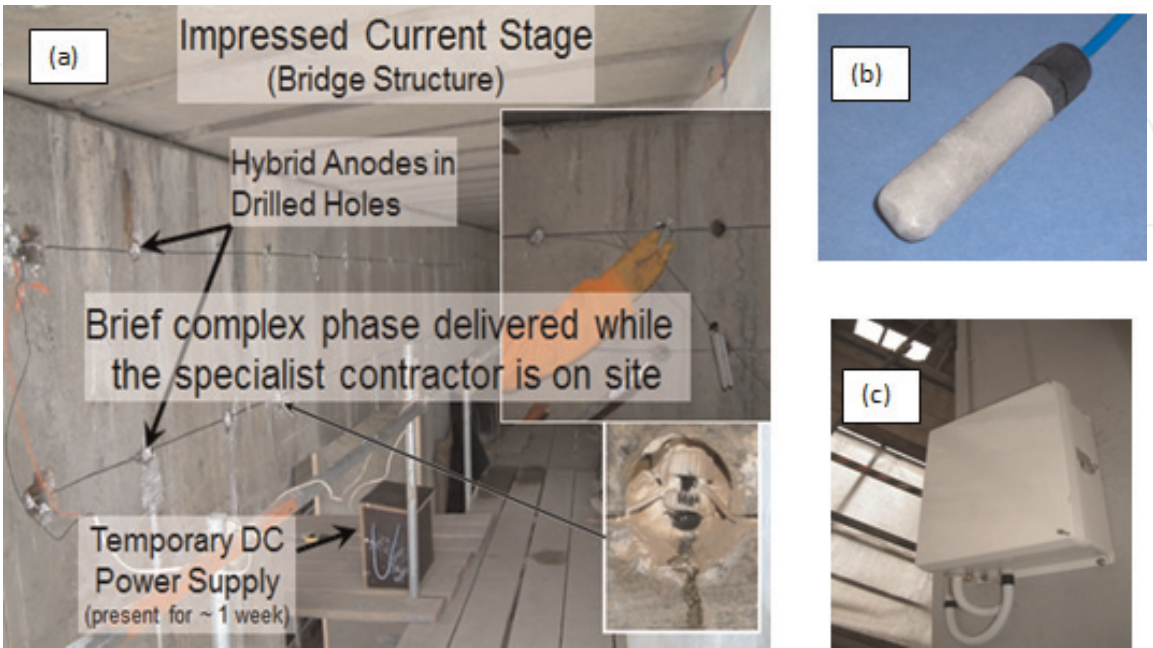 (a)
Impressed Current Stage
(Bridge Structure)
Hybrid Anodes in
Drilled Holes
Brief complex phase delivered while
the specialist contractor is on site
Temporary DC
Power Supply
(present for ~ 1 week)
(b)
(c)